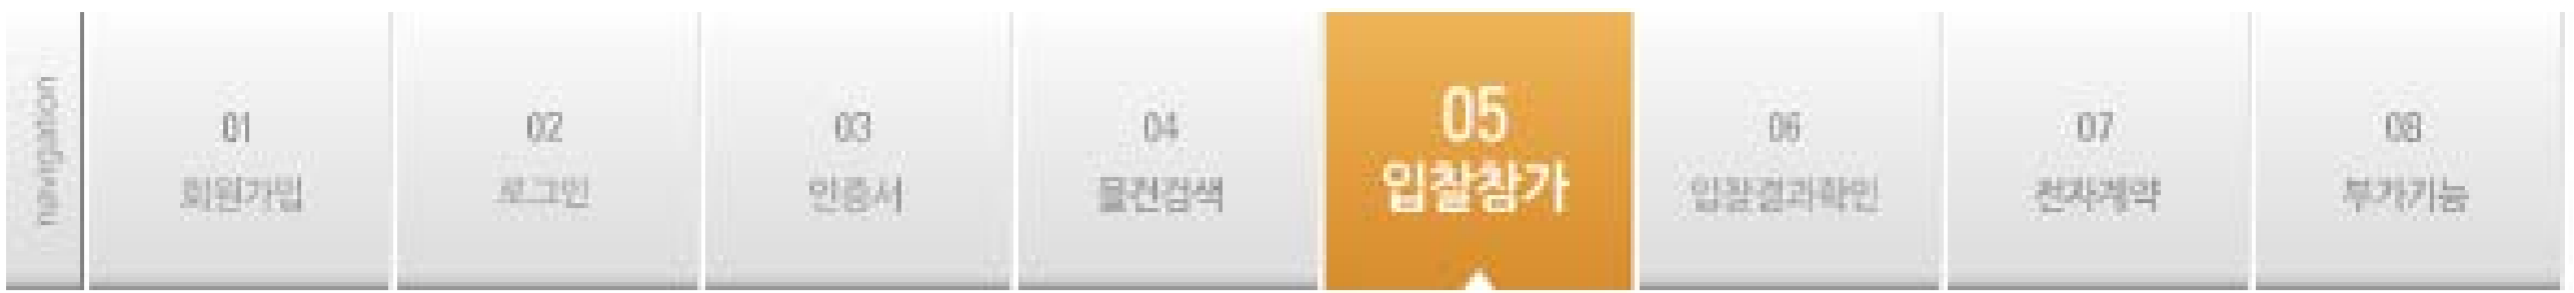 navigation
01
회원가입
02
로그인
03
인증서
04
물건검색
05
입찰참가
06
입찰결과확인
07
전자계약
08
부가기능